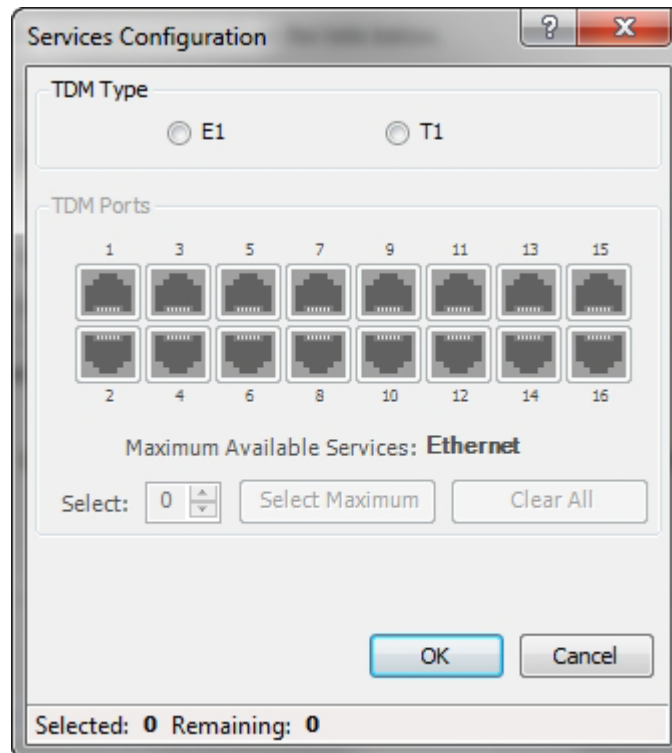 Services Configuration
TDM Type
E1 T1
TDM Ports
1 3 5 7 9 11 13 15
2 4 6 8 10 12 14 16
Maximum Available Services: Ethernet
Select: 0 Select Maximum Clear All
OK Cancel
Selected: 0 Remaining: 0